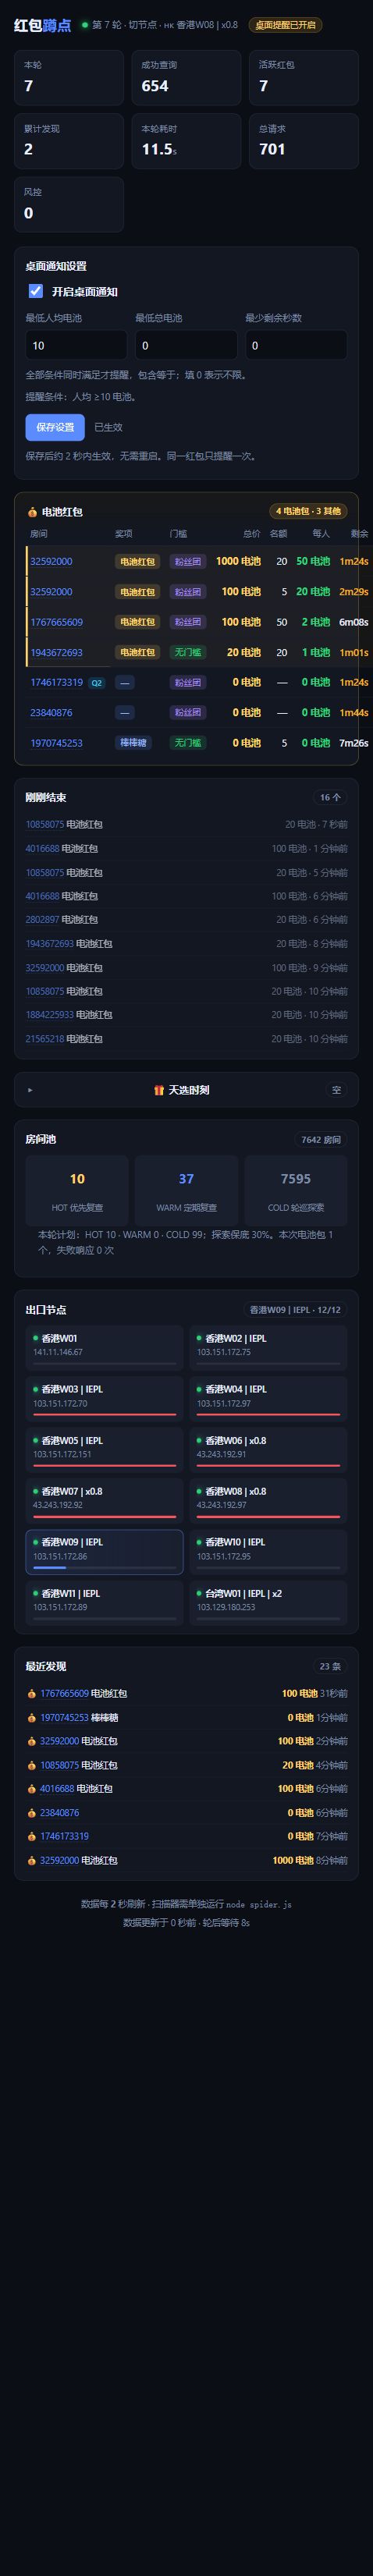 红包蹲点 第 7 轮 · 切节点 · HK 香港W08 | x0.8 桌面提醒已开启
本轮 成功查询 活跃红包
7 654 7
累计发现 本轮耗时 总请求
2 11.5s 701
风控
0
桌面通知设置
开启桌面通知
最低人均电池 最低总电池 最少剩余秒数
10 0 0
全部条件同时满足才提醒，包含等于；填 0 表示不限。
提醒条件：人均 ≥10 电池。
保存设置 已生效
保存后约 2 秒内生效，无需重启。同一红包只提醒一次。
电池红包 4 电池包 · 3 其他
房间 奖项 门槛 总价 名额 每人 剩余
32592000 电池红包 粉丝团 1000 电池 20 50 电池 1m24s
32592000 电池红包 粉丝团 100 电池 5 20 电池 2m29s
1767665609 电池红包 粉丝团 100 电池 50 2 电池 6m08s
1943672693 电池红包 无门槛 20 电池 20 1 电池 1m01s
1746173319 Q2 — 粉丝团 0 电池 — 0 电池 1m24s
23840876 — 粉丝团 0 电池 — 0 电池 1m44s
1970745253 棒棒糖 无门槛 0 电池 5 0 电池 7m26s
刚刚结束 16 个
10858075 电池红包 20 电池 · 7 秒前
4016688 电池红包 100 电池 · 1 分钟前
10858075 电池红包 20 电池 · 5 分钟前
4016688 电池红包 100 电池 · 6 分钟前
2802897 电池红包 20 电池 · 6 分钟前
1943672693 电池红包 20 电池 · 8 分钟前
32592000 电池红包 100 电池 · 9 分钟前
10858075 电池红包 20 电池 · 10 分钟前
1884225933 电池红包 20 电池 · 10 分钟前
21565218 电池红包 20 电池 · 10 分钟前
天选时刻 空
房间池 7642 房间
10 37 7595
HOT 优先复查 WARM 定期复查 COLD 轮巡探索
本轮计划：HOT 10 · WARM 0 · COLD 99；探索保底 30%。本次电池包 1
个，失败响应 0 次
出口节点 香港W09 | IEPL · 12/12
香港W01 香港W02 | IEPL
141.11.146.67 103.151.172.75
香港W03 | IEPL 香港W04 | IEPL
103.151.172.70 103.151.172.97
香港W05 | IEPL 香港W06 | x0.8
103.151.172.151 43.243.192.91
香港W07 | x0.8 香港W08 | x0.8
43.243.192.92 43.243.192.97
香港W09 | IEPL 香港W10 | IEPL
103.151.172.86 103.151.172.95
香港W11 | IEPL 台湾W01 | IEPL | x2
103.151.172.89 103.129.180.253
最近发现 23 条
1767665609 电池红包 100 电池 31秒前
1970745253 棒棒糖 0 电池 1分钟前
32592000 电池红包 100 电池 2分钟前
10858075 电池红包 20 电池 4分钟前
4016688 电池红包 100 电池 6分钟前
23840876 0 电池 6分钟前
1746173319 0 电池 7分钟前
32592000 电池红包 1000 电池 8分钟前
数据每 2 秒刷新 · 扫描器需单独运行 node spider.js
数据更新于 0 秒前 · 轮后等待 8s